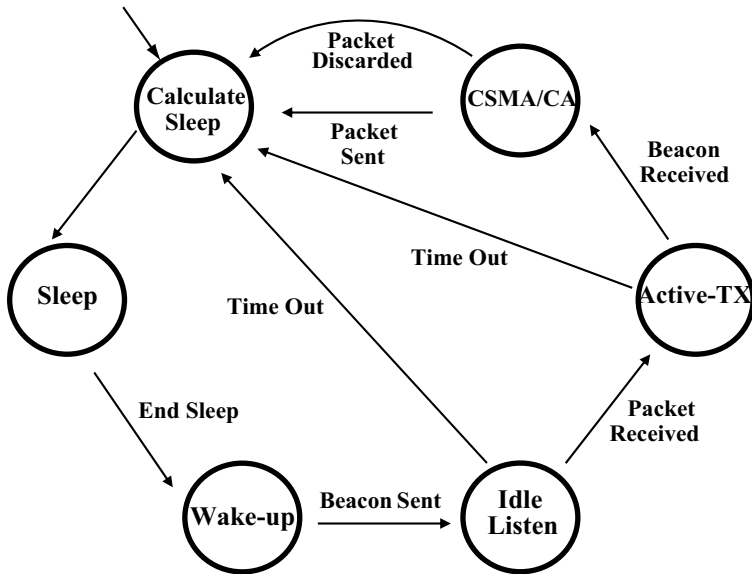 Packet
Discarded
Calculate
Sleep
CSMA/CA
Packet
Sent
Beacon
Received
Time Out
Sleep
Active-TX
Time Out
End Sleep
Packet
Received
Beacon Sent
Wake-up
Idle
Listen